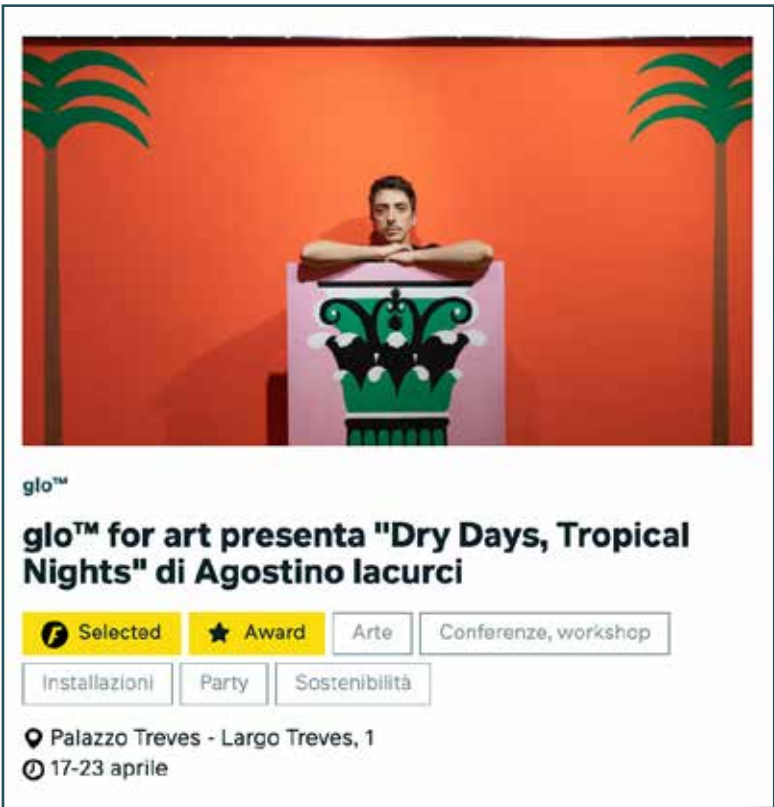 glo™
glo™ for art presenta "Dry Days, Tropical
Nights" di Agostino Iacurci
Selected Award Arte Conferenze, workshop
Installazioni Party Sostenibilità
Palazzo Treves - Largo Treves, 1
17-23 aprile